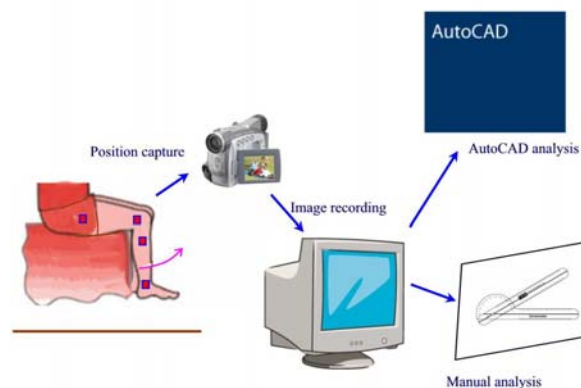 AutoCAD
Position capture
AutoCAD analysis
Image recording
Manual analysis